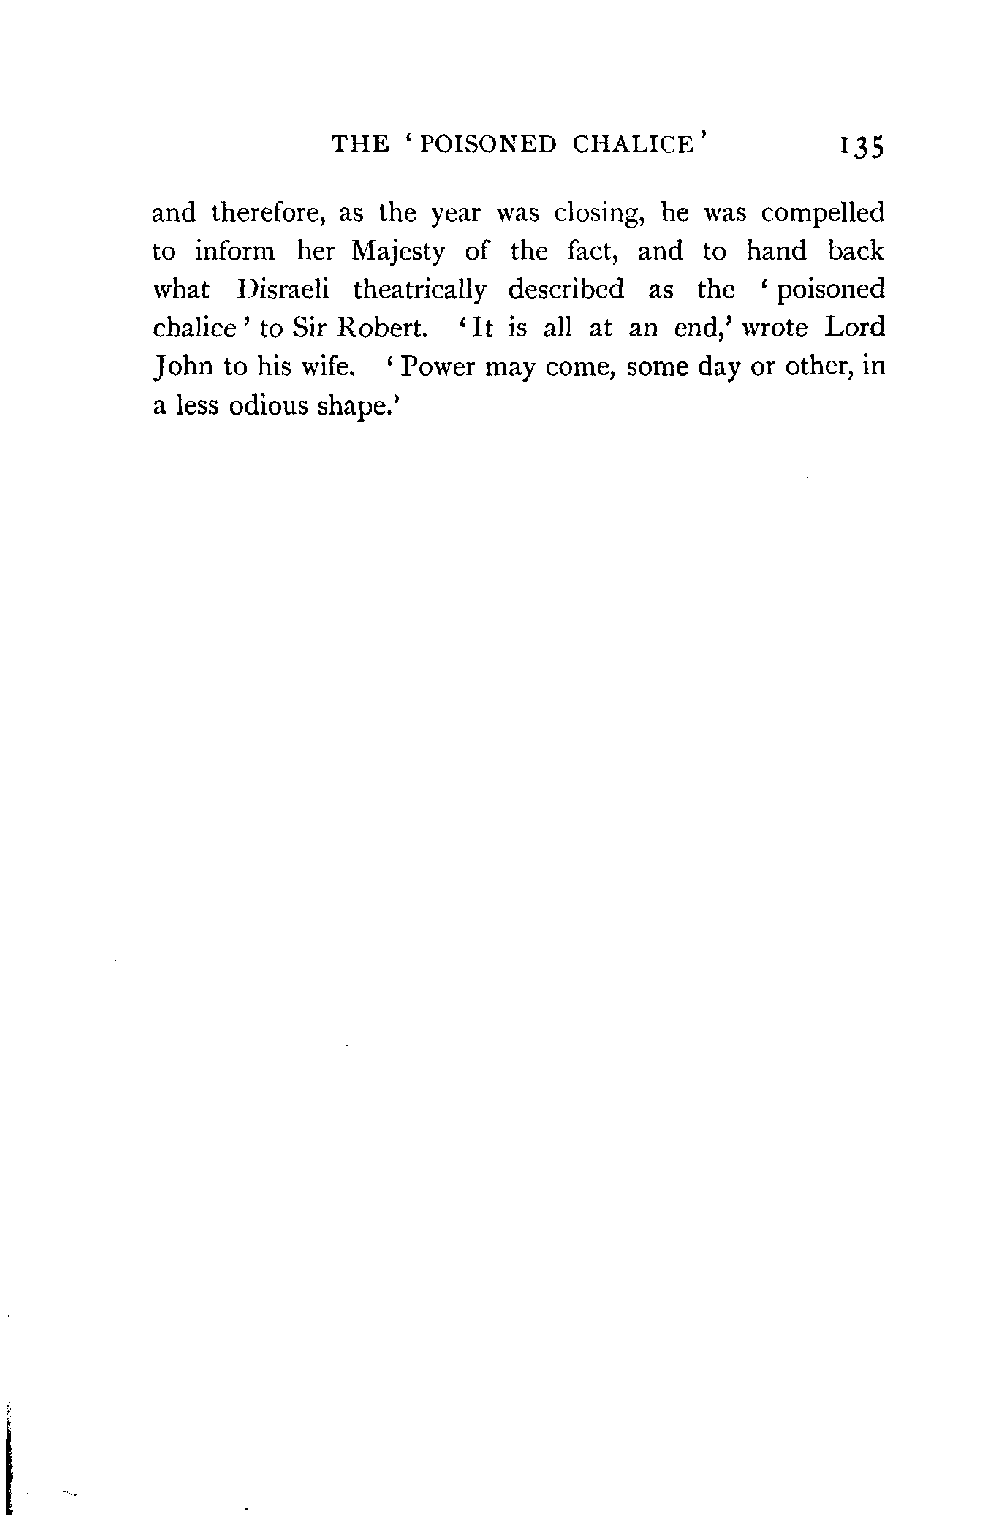 THE ‘POISONED CHALICE’ 135
and therefore, as the year was closing, he was compelled
to inform her Majesty of the fact, and to hand back
what Disraeli theatrically described as the ‘poisoned
chalice’ to Sir Robert. ‘It is all at an end,’ wrote Lord
John to his wife. ‘Power may come, some day or other, in
a less odious shape.’